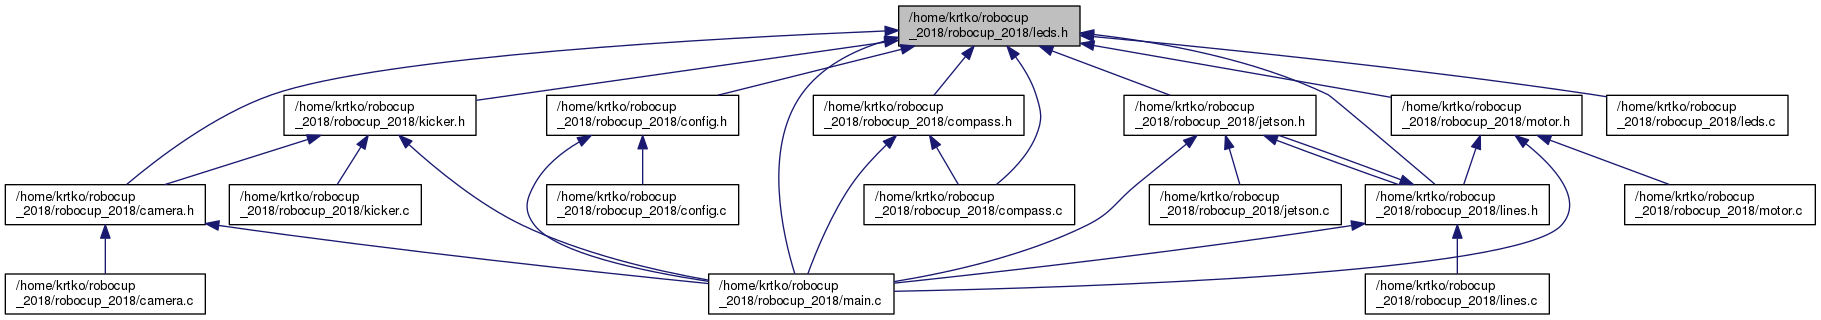 /home/krtko/robocup
_2018/robocup_2018/leds.h
/home/krtko/robocup
_2018/robocup_2018/kicker.h
/home/krtko/robocup
_2018/robocup_2018/config.h
/home/krtko/robocup
_2018/robocup_2018/compass.h
/home/krtko/robocup
_2018/robocup_2018/jetson.h
/home/krtko/robocup
_2018/robocup_2018/motor.h
/home/krtko/robocup
_2018/robocup_2018/leds.c
/home/krtko/robocup
_2018/robocup_2018/camera.h
/home/krtko/robocup
_2018/robocup_2018/kicker.c
/home/krtko/robocup
_2018/robocup_2018/config.c
/home/krtko/robocup
_2018/robocup_2018/compass.c
/home/krtko/robocup
_2018/robocup_2018/jetson.c
/home/krtko/robocup
_2018/robocup_2018/lines.h
/home/krtko/robocup
_2018/robocup_2018/motor.c
/home/krtko/robocup
_2018/robocup_2018/camera.c
/home/krtko/robocup
_2018/robocup_2018/main.c
/home/krtko/robocup
_2018/robocup_2018/lines.c